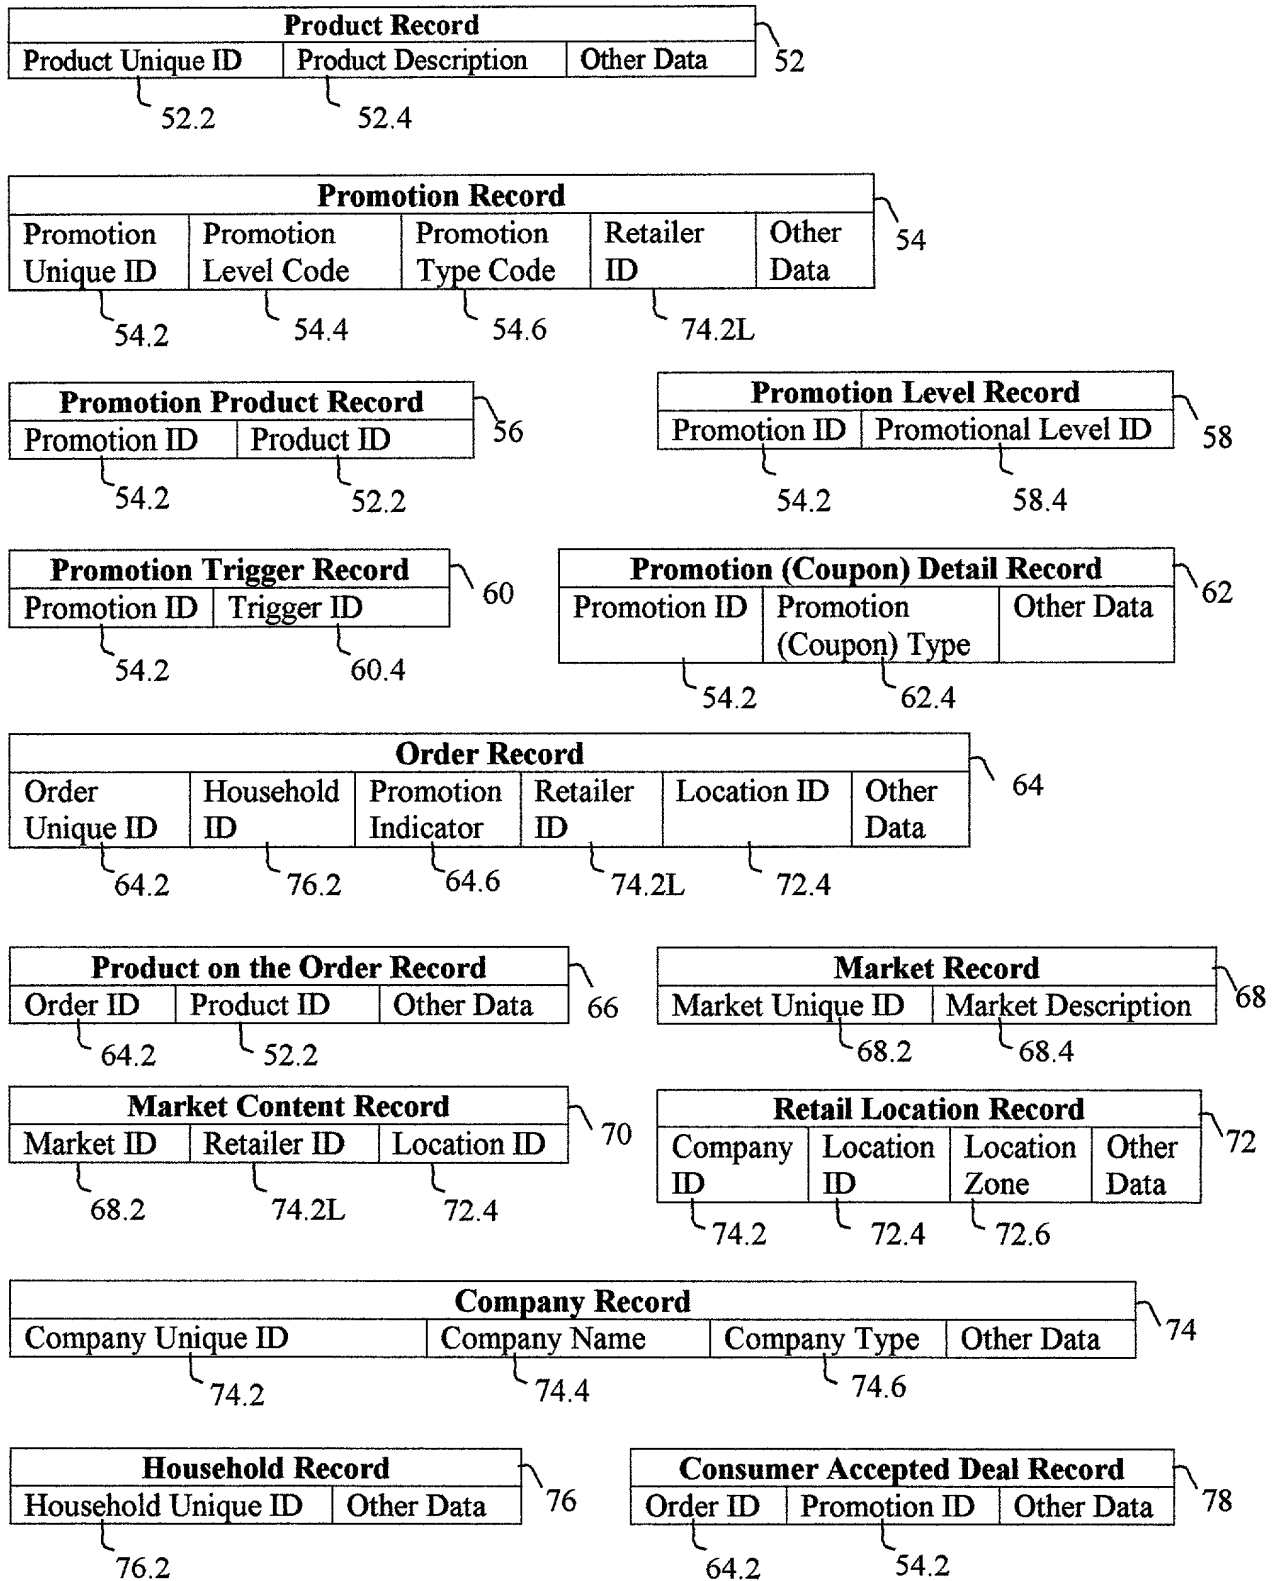 Product Record
Product Unique ID Product Description Other Data
52
52.2 52.4
Promotion Record
Promotion Unique ID Promotion Level Code Promotion Type Code Retailer ID Other Data
54
54.2 54.4 54.6 74.2L
Promotion Product Record
Promotion ID Product ID
56
54.2 52.2
Promotion Level Record
Promotion ID Promotional Level ID
58
54.2 58.4
Promotion Trigger Record
Promotion ID Trigger ID
60
54.2 60.4
Promotion (Coupon) Detail Record
Promotion ID Promotion (Coupon) Type Other Data
62
54.2 62.4
Order Record
Order Unique ID Household ID Promotion Indicator Retailer ID Location ID Other Data
64
64.2 76.2 64.6 74.2L 72.4
Product on the Order Record
Order ID Product ID Other Data
66
64.2 52.2
Market Record
Market Unique ID Market Description
68
68.2 68.4
Market Content Record
Market ID Retailer ID Location ID
70
68.2 74.2L 72.4
Retail Location Record
Company ID Location ID Location Zone Other Data
72
74.2 72.4 72.6
Company Record
Company Unique ID Company Name Company Type Other Data
74
74.2 74.4 74.6
Household Record
Household Unique ID Other Data
76
76.2
Consumer Accepted Deal Record
Order ID Promotion ID Other Data
78
64.2 54.2